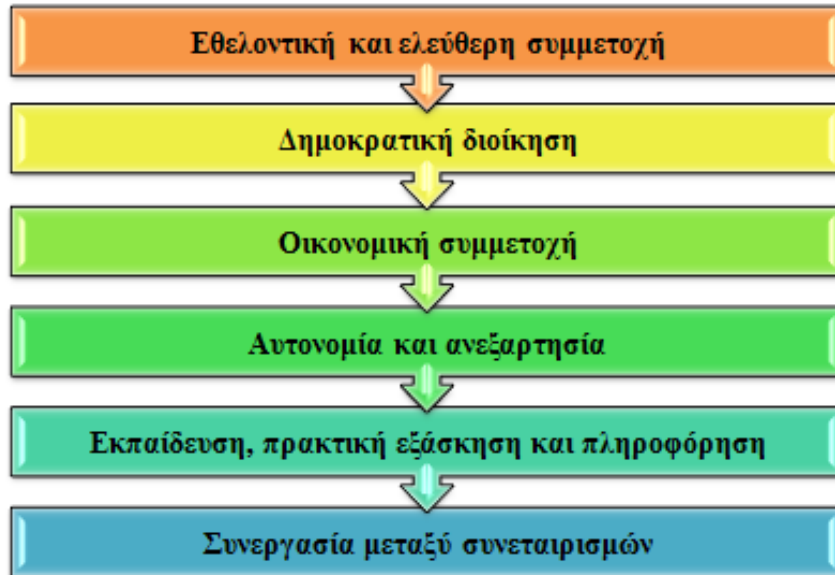 Εθελοντική και ελεύθερη συμμετοχή
Δημοκρατική διοίκηση
Οικονομική συμμετοχή
Αυτονομία και ανεξαρτησία
Εκπαίδευση, πρακτική εξάσκηση και πληροφόρηση
Συνεργασία μεταξύ συνεταιρισμών